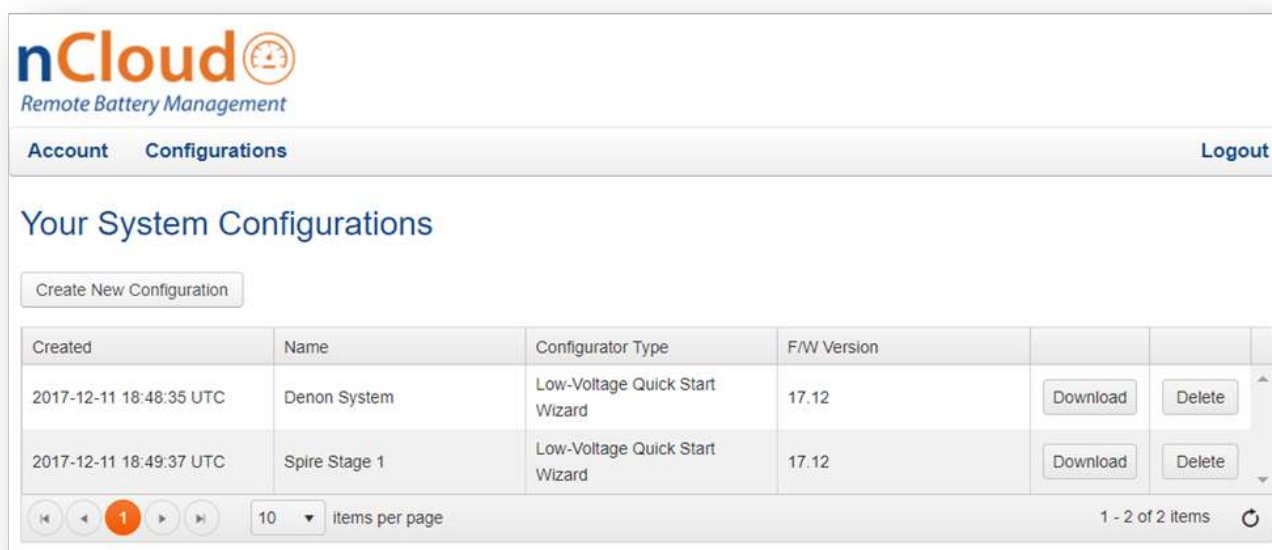 nCloud
Remote Battery Management
Account Configurations Logout
Your System Configurations
Create New Configuration
Created Name Configurator Type F/W Version
2017-12-11 18:48:35 UTC Denon System Low-Voltage Quick Start Wizard 17.12 Download Delete
2017-12-11 18:49:37 UTC Spire Stage 1 Low-Voltage Quick Start Wizard 17.12 Download Delete
1 10 items per page 1 - 2 of 2 items